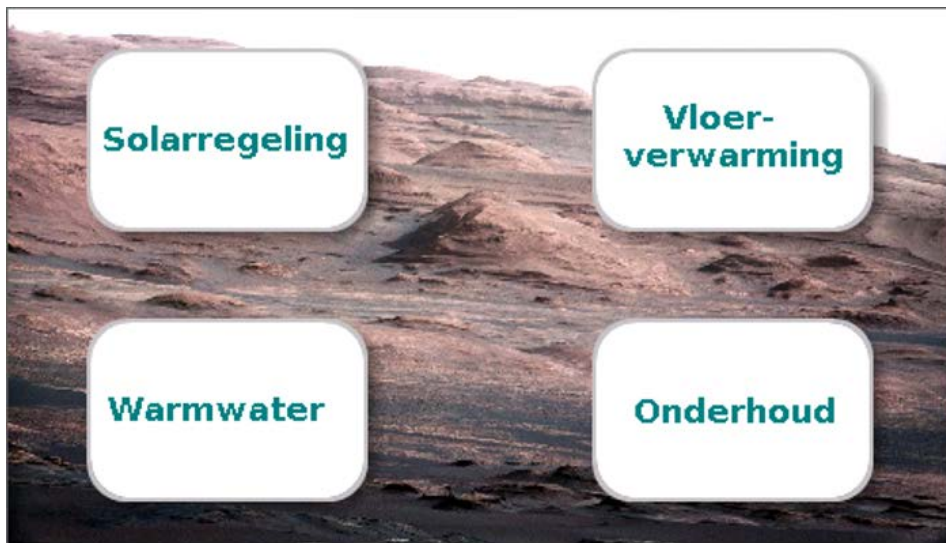 Solarregeling
Vloer-
verwarming
Warmwater
Onderhoud